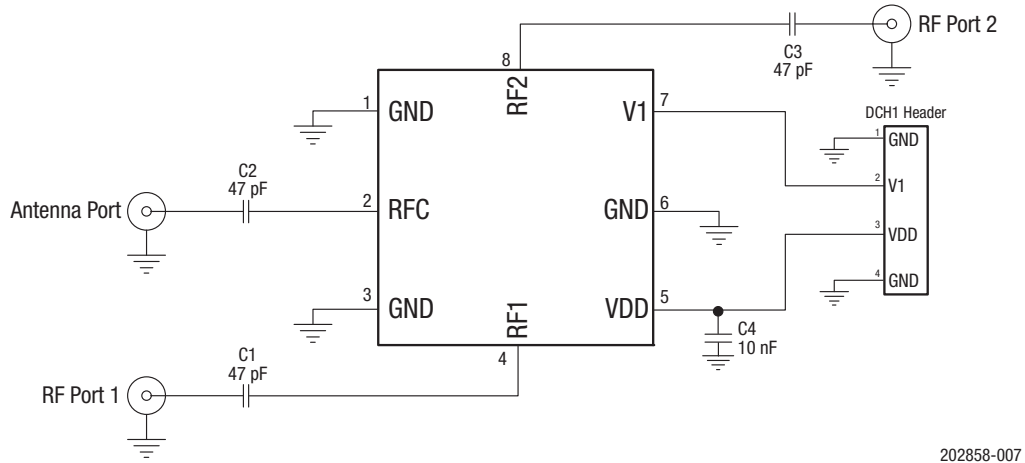 RF Port 2
C3
47 pF
8
RF2
1
GND
7
V1
DCH1 Header
1
GND
2
V1
3
VDD
4
GND
C2
47 pF
Antenna Port
2
RFC
GND
6
3
GND
VDD
5
C4
10 nF
RF1
4
C1
47 pF
RF Port 1
202858-007